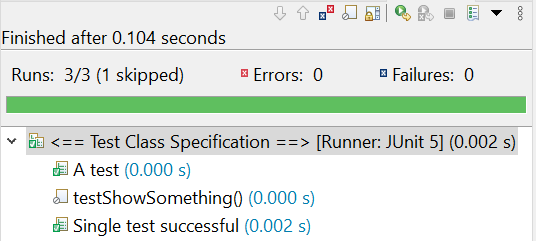 Finished after 0.104 seconds
Runs: 3/3 (1 skipped) Errors: 0 Failures: 0
<== Test Class Specification ==> [Runner: JUnit 5] (0.002 s)
A test (0.000 s)
testShowSomething() (0.000 s)
Single test successful (0.002 s)